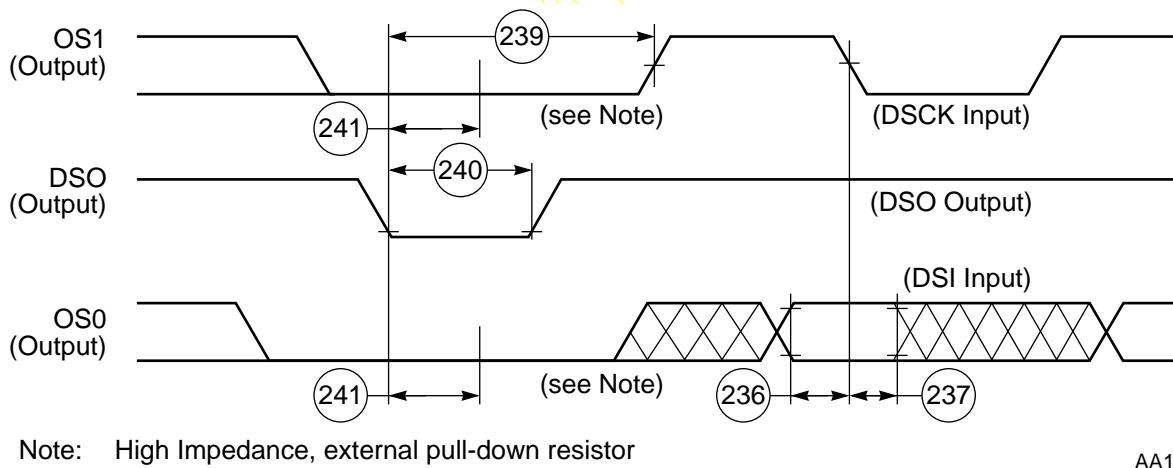 OS1
(Output)
239
(see Note)
(DSCK Input)
241
240
DSO
(Output)
(DSO Output)
(DSI Input)
OS0
(Output)
(see Note)
241
236
237
Note: High Impedance, external pull-down resistor
AA1